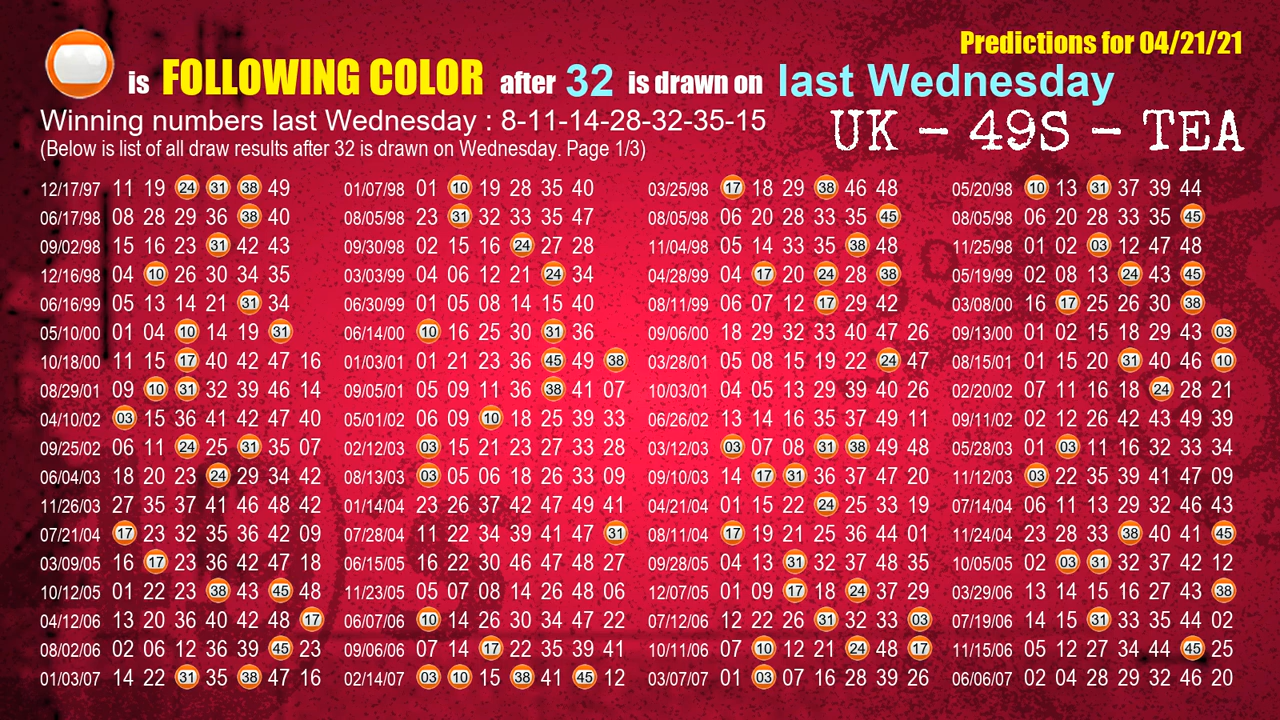 Predictions for 04/21/21
is FOLLOWING COLOR after 32 is drawn on last Wednesday
Winning numbers last Wednesday : 8-11-14-28-32-35-15
UK - 49S - TEA
(Below is list of all draw results after 32 is drawn on Wednesday. Page 1/3)
12/17/97 11 19 24 31 38 49 01/07/98 01 10 19 28 35 40 03/25/98 17 18 29 38 46 48 05/20/98 10 13 31 37 39 44
06/17/98 08 28 29 36 38 40 08/05/98 23 31 32 33 35 47 08/05/98 06 20 28 33 35 45 08/05/98 06 20 28 33 35 45
09/02/98 15 16 23 31 42 43 09/30/98 02 15 16 24 27 28 11/04/98 05 14 33 35 38 48 11/25/98 01 02 03 12 47 48
12/16/98 04 10 26 30 34 35 03/03/99 04 06 12 21 24 34 04/28/99 04 17 20 24 28 38 05/19/99 02 08 13 24 43 45
06/16/99 05 13 14 21 31 34 06/30/99 01 05 08 14 15 40 08/11/99 06 07 12 17 29 42 03/08/00 16 17 25 26 30 38
05/10/00 01 04 10 14 19 31 06/14/00 10 16 25 30 31 36 09/06/00 18 29 32 33 40 47 26 09/13/00 01 02 15 18 29 43 03
10/18/00 11 15 17 40 42 47 16 01/03/01 01 21 23 36 45 49 38 03/28/01 05 08 15 19 22 24 47 08/15/01 01 15 20 31 40 46 10
08/29/01 09 10 31 32 39 46 14 09/05/01 05 09 11 36 38 41 07 10/03/01 04 05 13 29 39 40 26 02/20/02 07 11 16 18 24 28 21
04/10/02 03 15 36 41 42 47 40 05/01/02 06 09 10 18 25 39 33 06/26/02 13 14 16 35 37 49 11 09/11/02 02 12 26 42 43 49 39
09/25/02 06 11 24 25 31 35 07 02/12/03 03 15 21 23 27 33 28 03/12/03 03 07 08 31 38 49 48 05/28/03 01 03 11 16 32 33 34
06/04/03 18 20 23 24 29 34 42 08/13/03 03 05 06 18 26 33 09 09/10/03 14 17 31 36 37 47 20 11/12/03 03 22 35 39 41 47 09
11/26/03 27 35 37 41 46 48 42 01/14/04 23 26 37 42 47 49 41 04/21/04 01 15 22 24 25 33 19 07/14/04 06 11 13 29 32 46 43
07/21/04 17 23 32 35 36 42 09 07/28/04 11 22 34 39 41 47 31 08/11/04 17 19 21 25 36 44 01 11/24/04 23 28 33 38 40 41 45
03/09/05 16 17 23 36 42 47 18 06/15/05 16 22 30 46 47 48 27 09/28/05 04 13 31 32 37 48 35 10/05/05 02 03 31 32 37 42 12
10/12/05 01 22 23 38 43 45 48 11/23/05 05 07 08 14 26 48 06 12/07/05 01 09 17 18 24 37 29 03/29/06 13 14 15 16 27 43 38
04/12/06 13 20 36 40 42 48 17 06/07/06 10 14 26 30 34 47 22 07/12/06 12 22 26 31 32 33 03 07/19/06 14 15 31 33 35 44 02
08/02/06 02 06 12 36 39 45 23 09/06/06 07 14 17 22 35 39 41 10/11/06 07 10 12 21 24 48 17 11/15/06 05 12 27 34 44 45 25
01/03/07 14 22 31 35 38 47 16 02/14/07 03 10 15 38 41 45 12 03/07/07 01 03 07 16 28 39 26 06/06/07 02 04 28 29 32 46 20